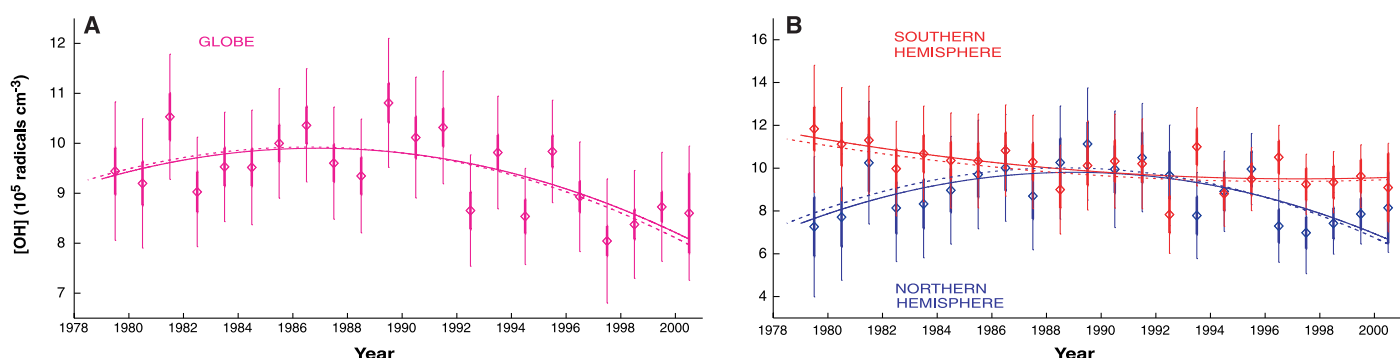 A
GLOBE
[OH] (10⁵ radicals cm⁻³)
12
11
10
9
8
7
1978 1980 1982 1984 1986 1988 1990 1992 1994 1996 1998 2000
Year
B
SOUTHERN
HEMISPHERE
NORTHERN
HEMISPHERE
16
14
12
10
8
6
4
1978 1980 1982 1984 1986 1988 1990 1992 1994 1996 1998 2000
Year